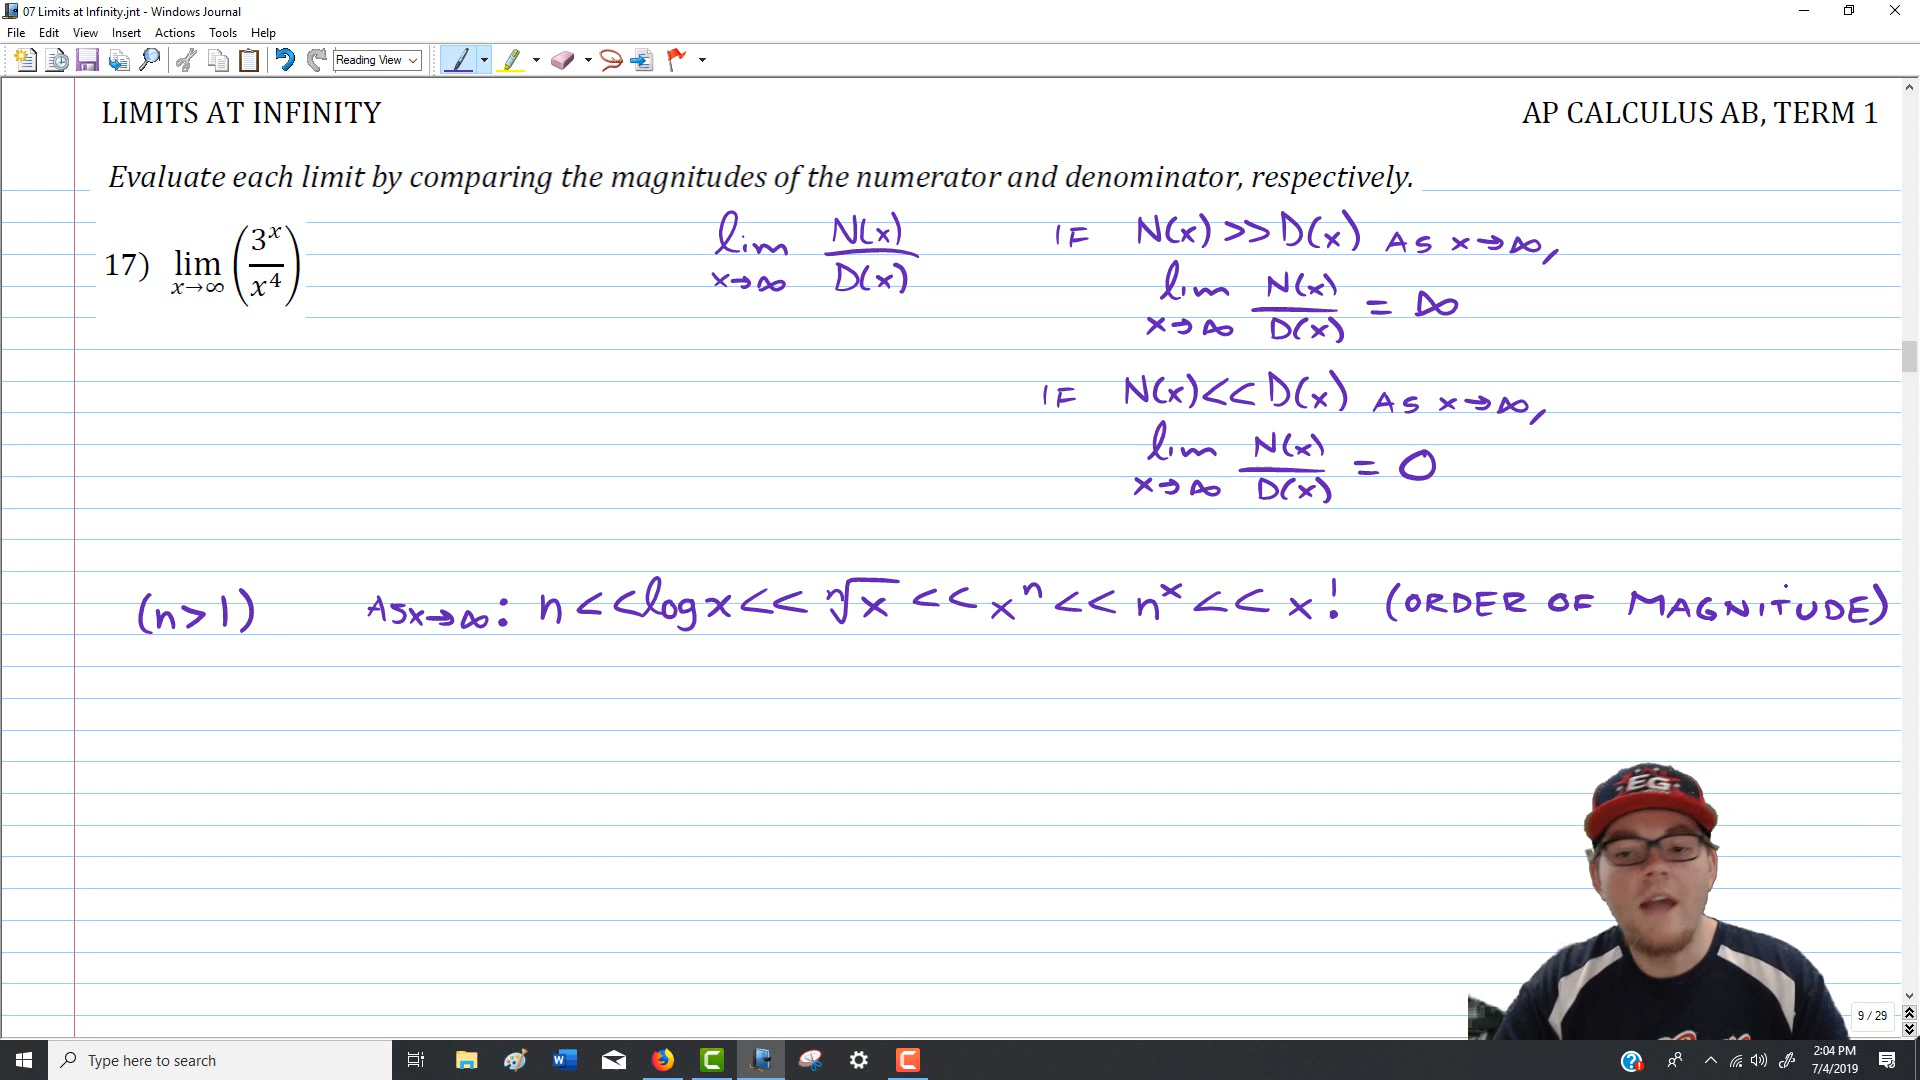 07 Limits at Infinity.jnt - Windows Journal
File Edit View Insert Actions Tools Help
Reading View
LIMITS AT INFINITY
AP CALCULUS AB, TERM 1
Evaluate each limit by comparing the magnitudes of the numerator and denominator, respectively.
17) lim x→∞ (3^x / x^4)
lim x→∞ N(x)/D(x)
IF N(x) >> D(x) AS x→∞,
lim x→∞ N(x)/D(x) = ∞
IF N(x) << D(x) AS x→∞,
lim x→∞ N(x)/D(x) = 0
(n>1) AS x→∞: n << log x << ⁿ√x << x^n << n^x << x! (ORDER OF MAGNITUDE)
EG
9 / 29
Type here to search
2:04 PM
7/4/2019